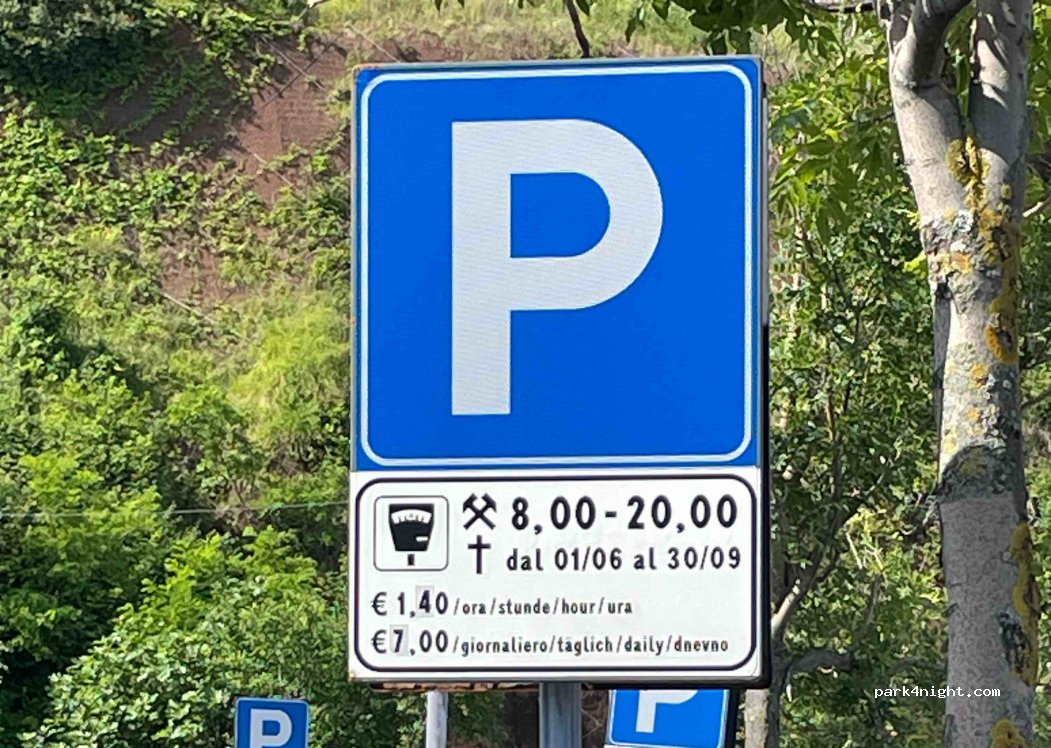 P
8,00-20,00
dal 01/06 al 30/09
€ 1,40/ora/stunde/hour/ura
€ 7,00/giornaliero/täglich/daily/dnevno
park4night.com
P
P